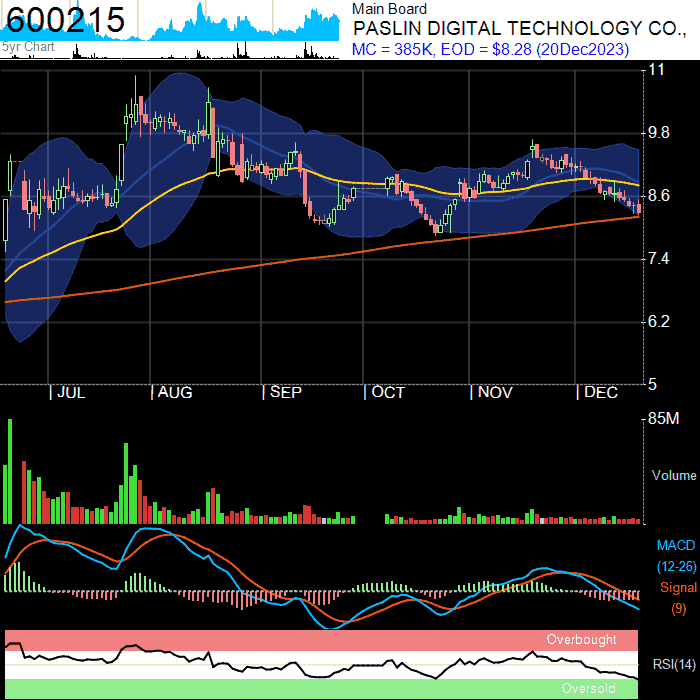 600215
5yr Chart
Main Board
PASLIN DIGITAL TECHNOLOGY CO.,
MC = 385K, EOD = $8.28 (20Dec2023)
11
9.8
8.6
7.4
6.2
5
JUL
AUG
SEP
OCT
NOV
DEC
85M
Volume
MACD
(12-26)
Signal
(9)
Overbought
RSI(14)
Oversold